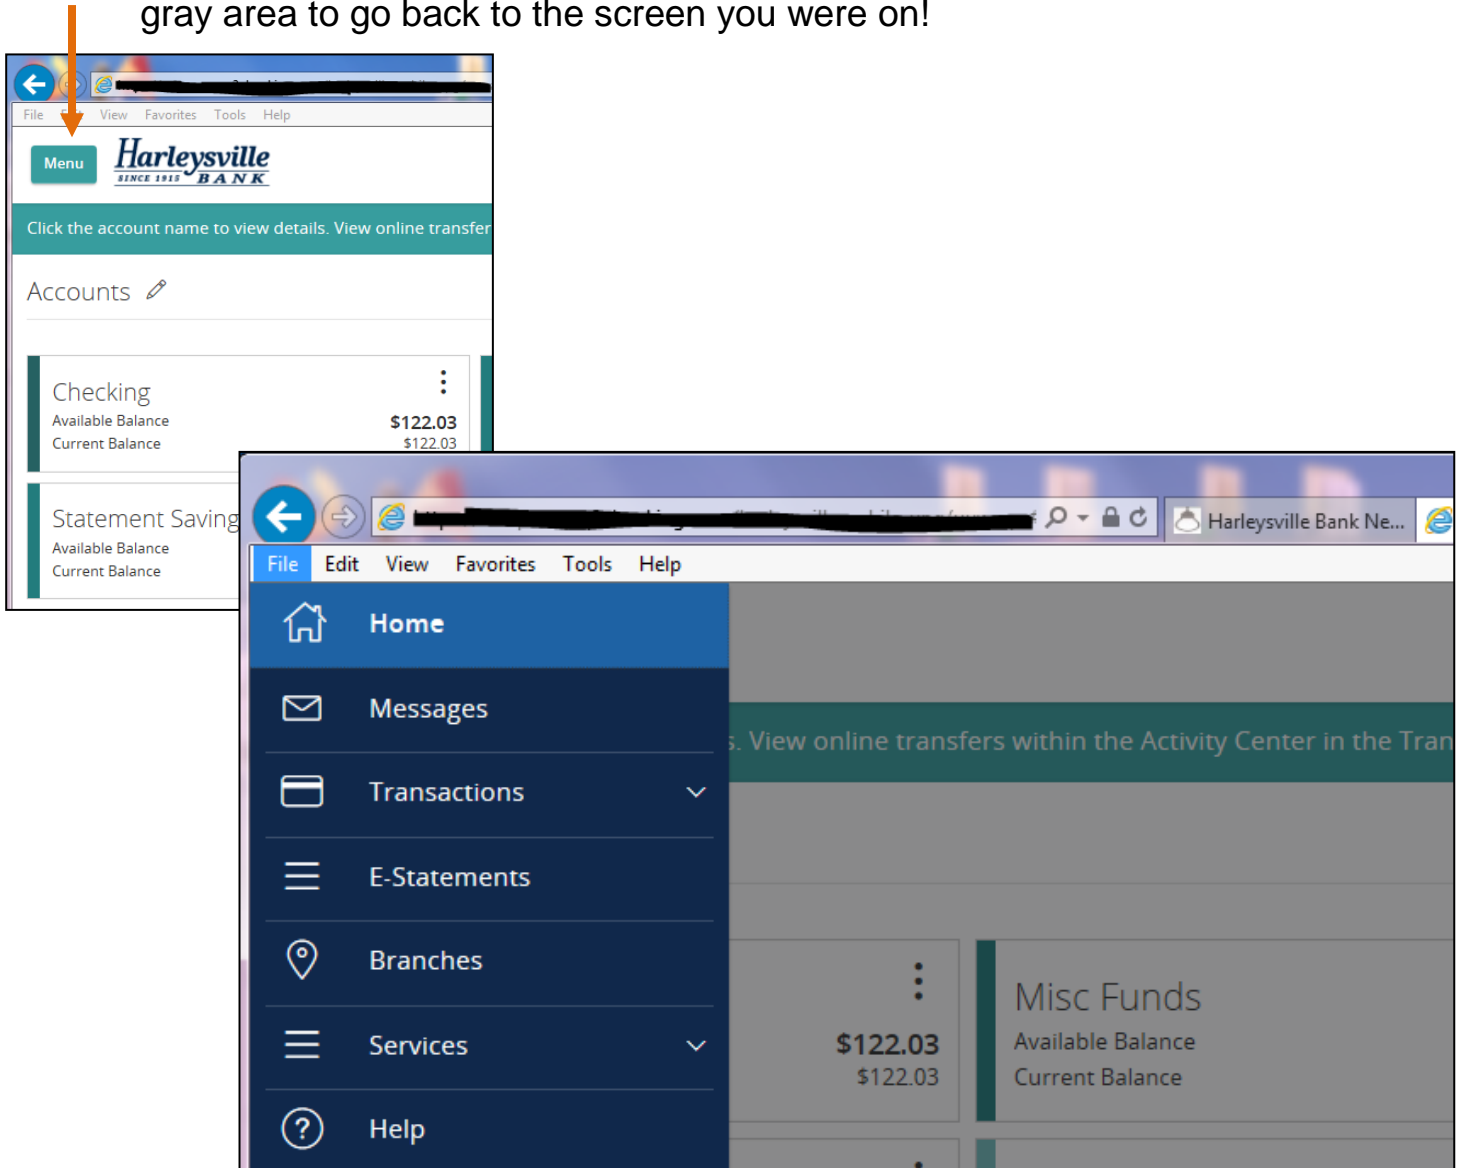 gray area to go back to the screen you were on!
File Edit View Favorites Tools Help
Menu
Harleysville
SINCE 1915 BANK
Click the account name to view details. View online transfer
Accounts
Checking
Available Balance $122.03
Current Balance $122.03
Statement Saving
Available Balance
Current Balance
Harleysville Bank Ne...
File Edit View Favorites Tools Help
Home
Messages
s. View online transfers within the Activity Center in the Tran
Transactions
E-Statements
Branches
Misc Funds
Services
$122.03 Available Balance
$122.03 Current Balance
Help